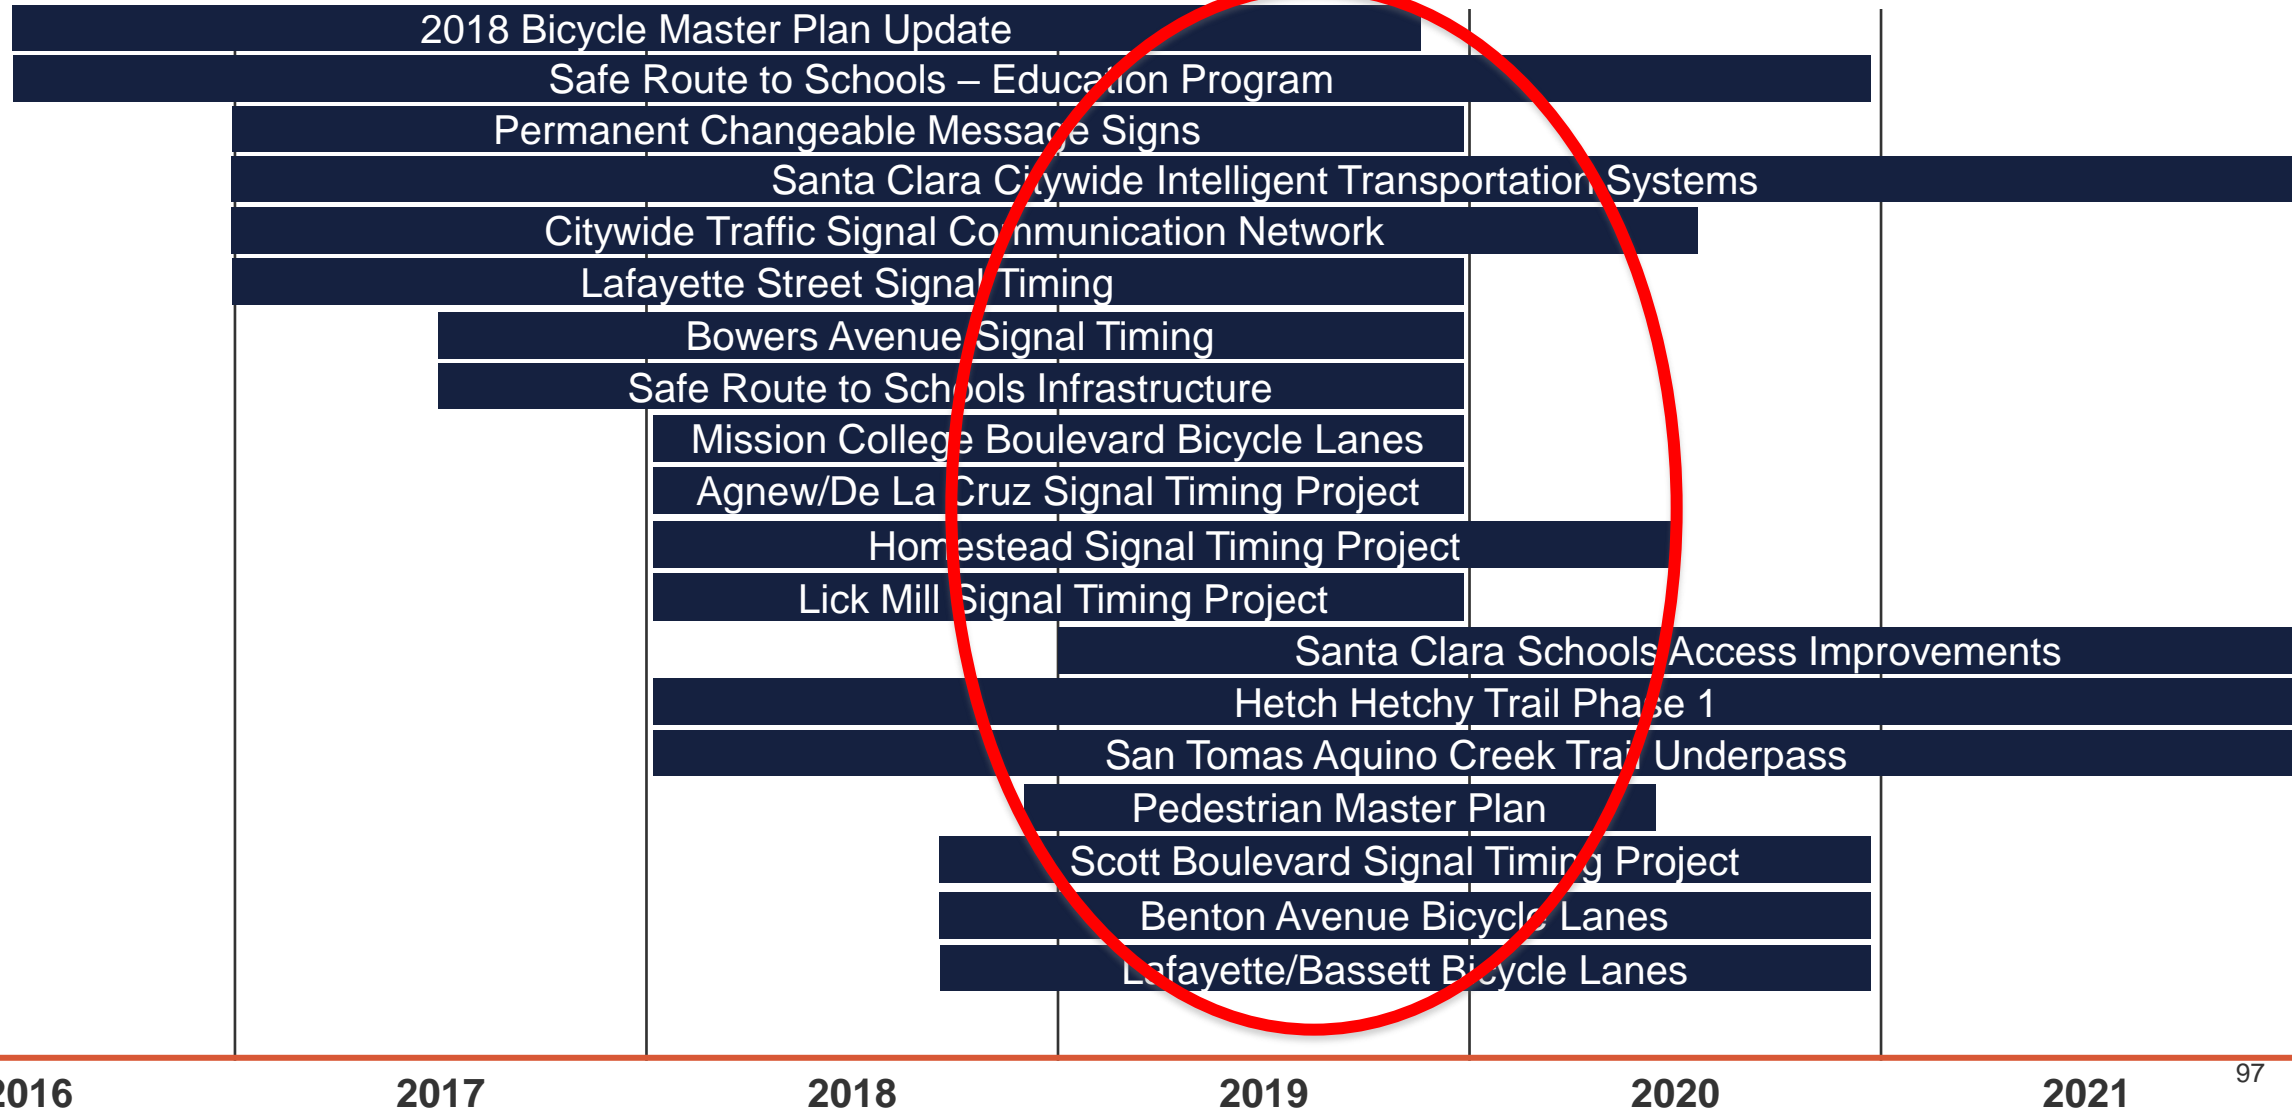 2018 Bicycle Master Plan Update
Safe Route to Schools – Education Program
Permanent Changeable Message Signs
Santa Clara Citywide Intelligent Transportation Systems
Citywide Traffic Signal Communication Network
Lafayette Street Signal Timing
Bowers Avenue Signal Timing
Safe Route to Schools Infrastructure
Mission College Boulevard Bicycle Lanes
Agnew/De La Cruz Signal Timing Project
Homestead Signal Timing Project
Lick Mill Signal Timing Project
Santa Clara Schools Access Improvements
Hetch Hetchy Trail Phase 1
San Tomas Aquino Creek Trail Underpass
Pedestrian Master Plan
Scott Boulevard Signal Timing Project
Benton Avenue Bicycle Lanes
Lafayette/Bassett Bicycle Lanes
2016 2017 2018 2019 2020 2021
97